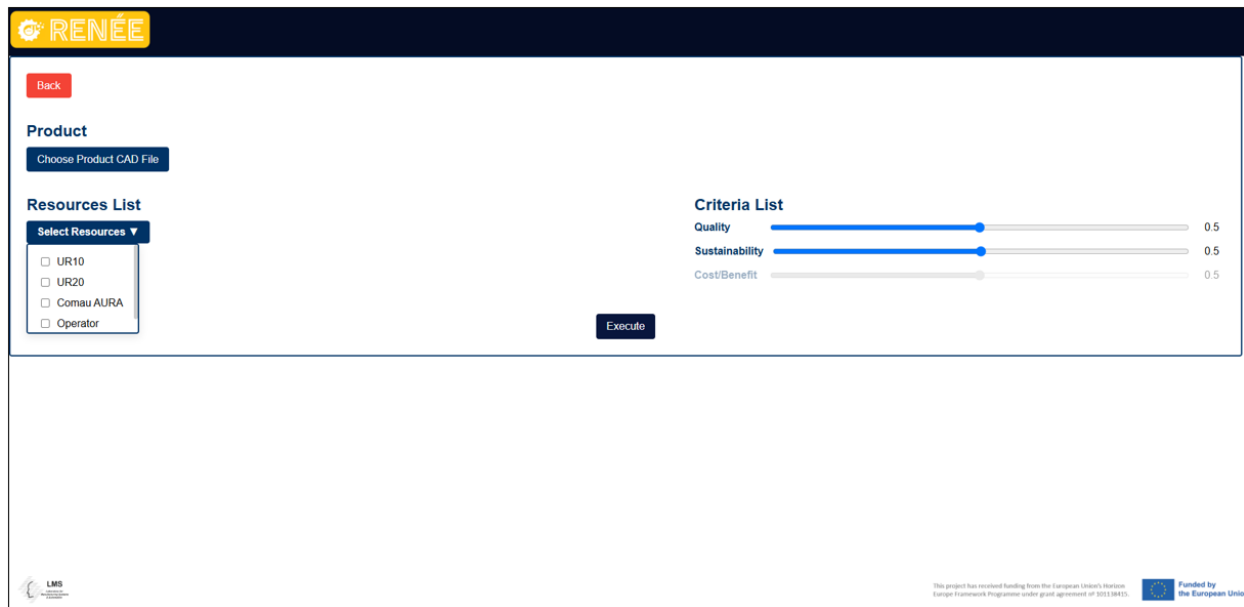 RENÉE
Back
Product
Choose Product CAD File
Resources List
Select Resources ▼
UR10
UR20
Comau AURA
Operator
Criteria List
Quality 0.5
Sustainability 0.5
Cost/Benefit 0.5
Execute
LMS
This project has received funding from the European Union's Horizon
Europe Framework Programme under grant agreement nº 101138415.
Funded by
the European Unio